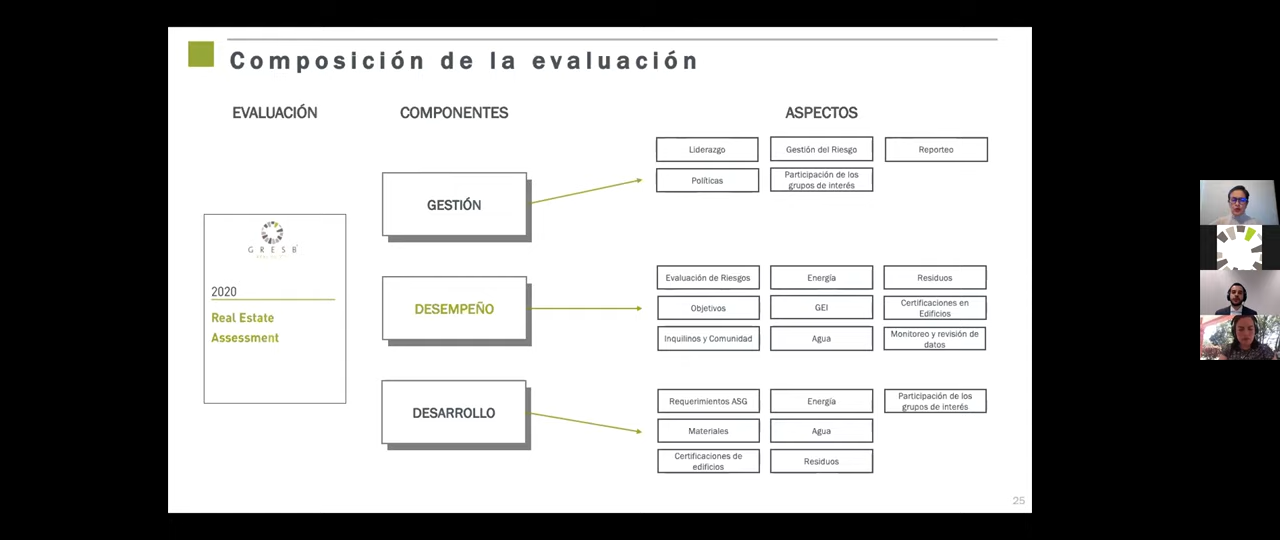 Composición de la evaluación
EVALUACIÓN
COMPONENTES
ASPECTOS
GRESB
2020
Real Estate
Assessment
GESTIÓN
Liderazgo
Gestión del Riesgo
Reporteo
Políticas
Participación de los
grupos de interés
DESEMPEÑO
Evaluación de Riesgos
Energía
Residuos
Objetivos
GEI
Certificaciones en
Edificios
Inquilinos y Comunidad
Agua
Monitoreo y revisión de
datos
DESARROLLO
Requerimientos ASG
Energía
Participación de los
grupos de interés
Materiales
Agua
Certificaciones de
edificios
Residuos
25